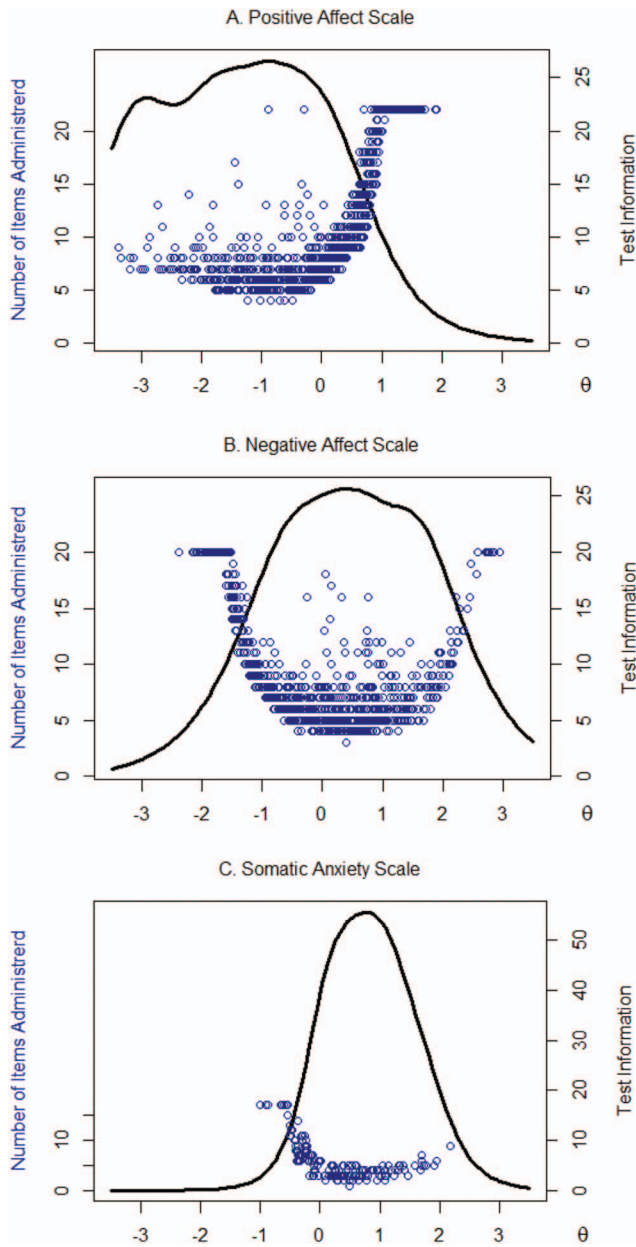 A. Positive Affect Scale
Number of Items Administrerd
0 5 10 15 20
Test Information
0 5 10 15 20 25
-3 -2 -1 0 1 2 3 θ
B. Negative Affect Scale
Number of Items Administrerd
0 5 10 15 20
Test Information
0 5 10 15 20 25
-3 -2 -1 0 1 2 3 θ
C. Somatic Anxiety Scale
Number of Items Administrerd
0 10
Test Information
0 10 20 30 40 50
-3 -2 -1 0 1 2 3 θ